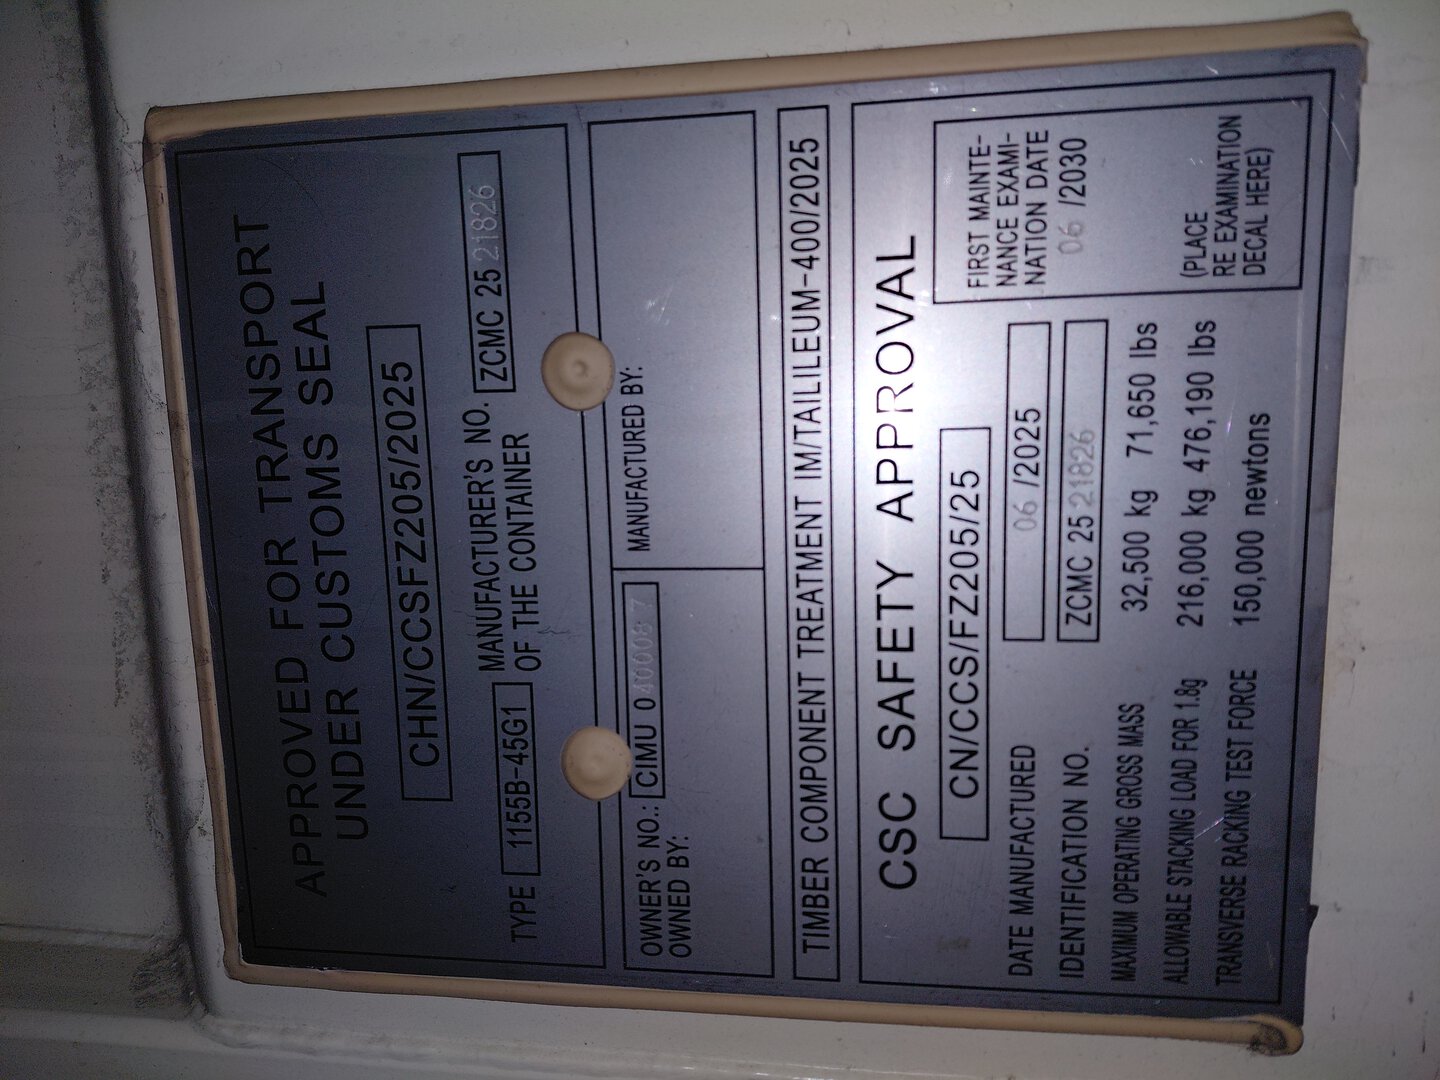 APPROVED FOR TRANSPORT
UNDER CUSTOMS SEAL
CHN/CCSFZ205/2025
TYPE 1155B-45G1 MANUFACTURER'S NO.
OF THE CONTAINER ZCMC 25 21826
OWNER'S NO.: CIMU 0
OWNED BY:
MANUFACTURED BY:
TIMBER COMPONENT TREATMENT IM/TAILILEUM-400/2025
CSC SAFETY APPROVAL
CN/CCS/FZ205/25
DATE MANUFACTURED 06 /2025
IDENTIFICATION NO. ZCMC 25 21826
MAXIMUM OPERATING GROSS MASS 32,500 kg 71,650 lbs
ALLOWABLE STACKING LOAD FOR 1.8g 216,000 kg 476,190 lbs
TRANSVERSE RACKING TEST FORCE 150,000 newtons
FIRST MAINTE-
NANCE EXAMI-
NATION DATE
06 /2030
(PLACE
RE EXAMINATION
DECAL HERE)